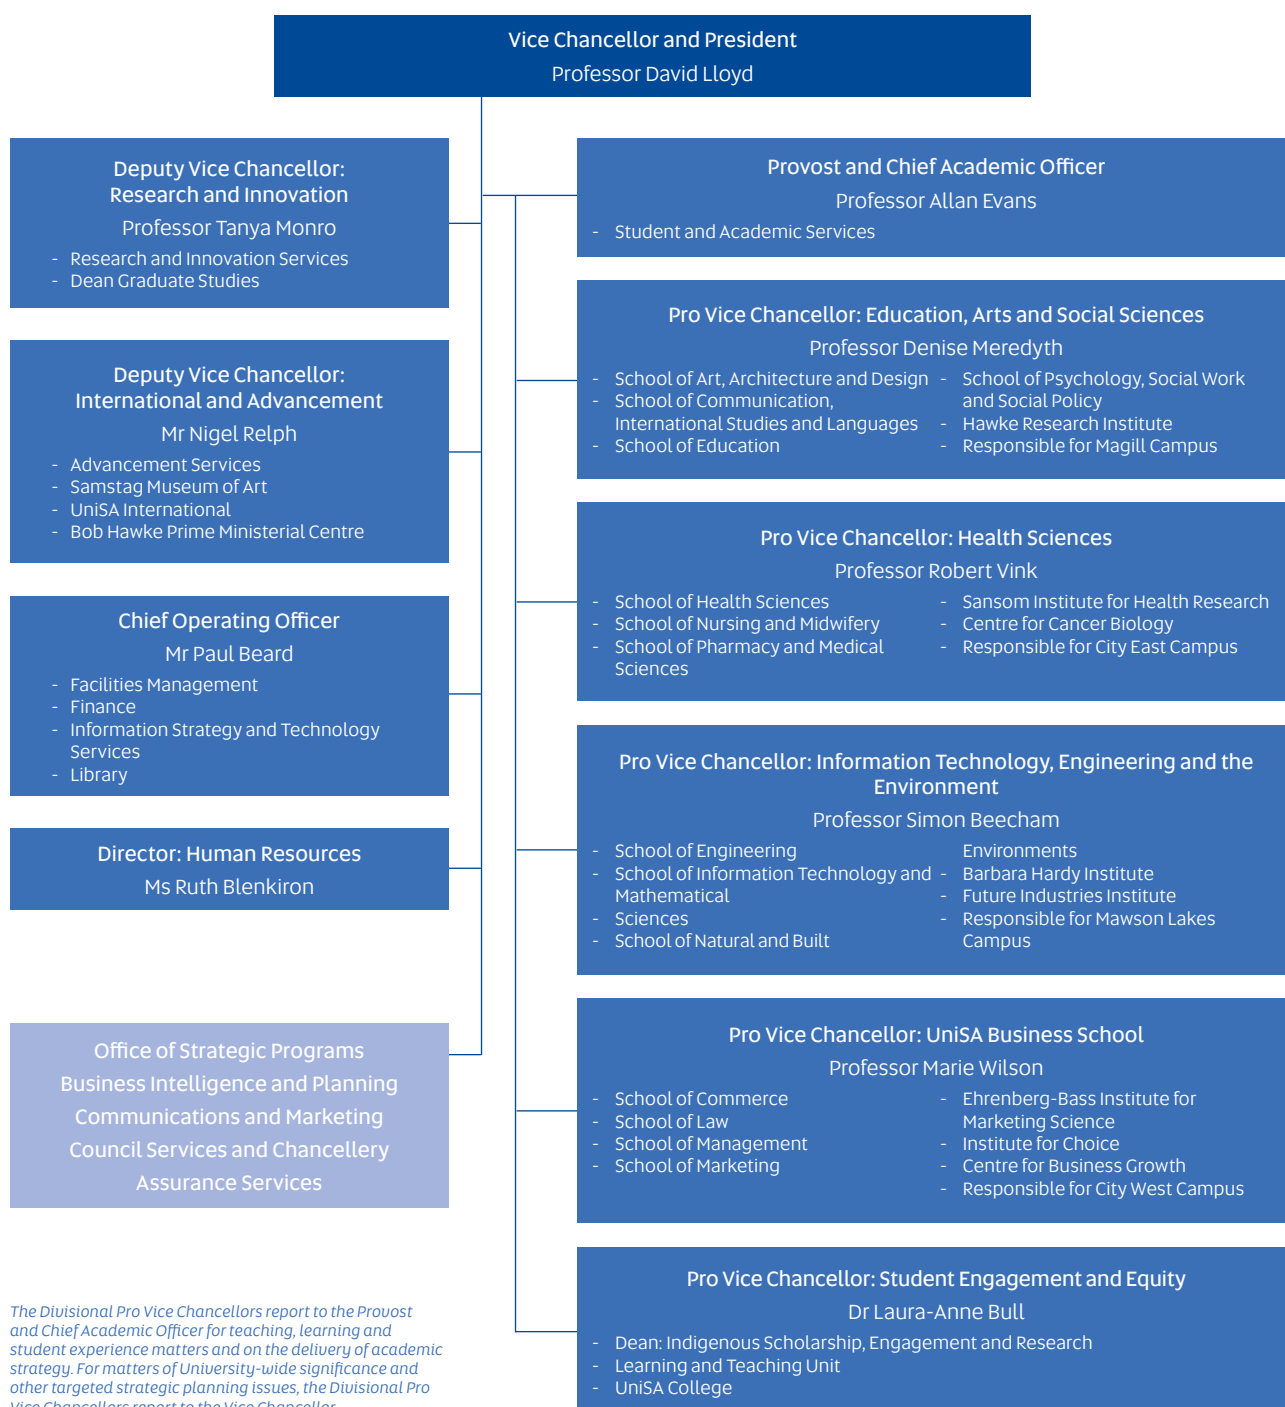 Vice Chancellor and President
Professor David Lloyd
Deputy Vice Chancellor:
Research and Innovation
Professor Tanya Monro
- Research and Innovation Services
- Dean Graduate Studies
Deputy Vice Chancellor:
International and Advancement
Mr Nigel Relph
- Advancement Services
- Samstag Museum of Art
- UniSA International
- Bob Hawke Prime Ministerial Centre
Chief Operating Officer
Mr Paul Beard
- Facilities Management
- Finance
- Information Strategy and Technology
Services
- Library
Director: Human Resources
Ms Ruth Blenkiron
Office of Strategic Programs
Business Intelligence and Planning
Communications and Marketing
Council Services and Chancellery
Assurance Services
The Divisional Pro Vice Chancellors report to the Provost
and Chief Academic Officer for teaching, learning and
student experience matters and on the delivery of academic
strategy. For matters of University-wide significance and
other targeted strategic planning issues, the Divisional Pro
Vice Chancellors report to the Vice Chancellor
Provost and Chief Academic Officer
Professor Allan Evans
- Student and Academic Services
Pro Vice Chancellor: Education, Arts and Social Sciences
Professor Denise Meredyth
- School of Art, Architecture and Design
- School of Communication,
International Studies and Languages
- School of Education
- School of Psychology, Social Work
and Social Policy
- Hawke Research Institute
- Responsible for Magill Campus
Pro Vice Chancellor: Health Sciences
Professor Robert Vink
- School of Health Sciences
- School of Nursing and Midwifery
- School of Pharmacy and Medical
Sciences
- Sansom Institute for Health Research
- Centre for Cancer Biology
- Responsible for City East Campus
Pro Vice Chancellor: Information Technology, Engineering and the
Environment
Professor Simon Beecham
- School of Engineering
- School of Information Technology and
Mathematical
- Sciences
- School of Natural and Built
Environments
- Barbara Hardy Institute
- Future Industries Institute
- Responsible for Mawson Lakes
Campus
Pro Vice Chancellor: UniSA Business School
Professor Marie Wilson
- School of Commerce
- School of Law
- School of Management
- School of Marketing
- Ehrenberg-Bass Institute for
Marketing Science
- Institute for Choice
- Centre for Business Growth
- Responsible for City West Campus
Pro Vice Chancellor: Student Engagement and Equity
Dr Laura-Anne Bull
- Dean: Indigenous Scholarship, Engagement and Research
- Learning and Teaching Unit
- UniSA College